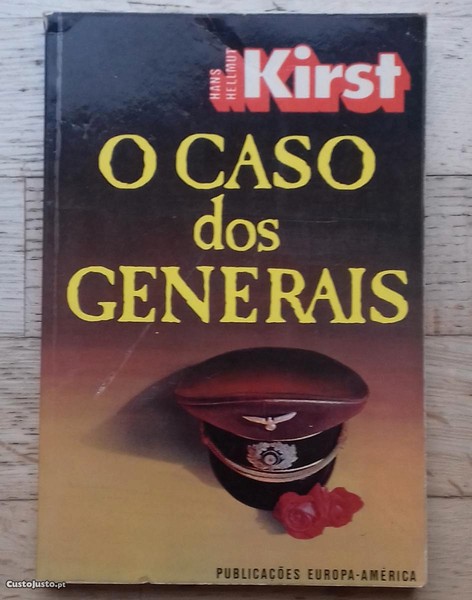 HANS
HELLMUT
Kirst
O CASO
dos
GENERAIS
PUBLICAÇÕES EUROPA-AMÉRICA
CustoJusto.pt